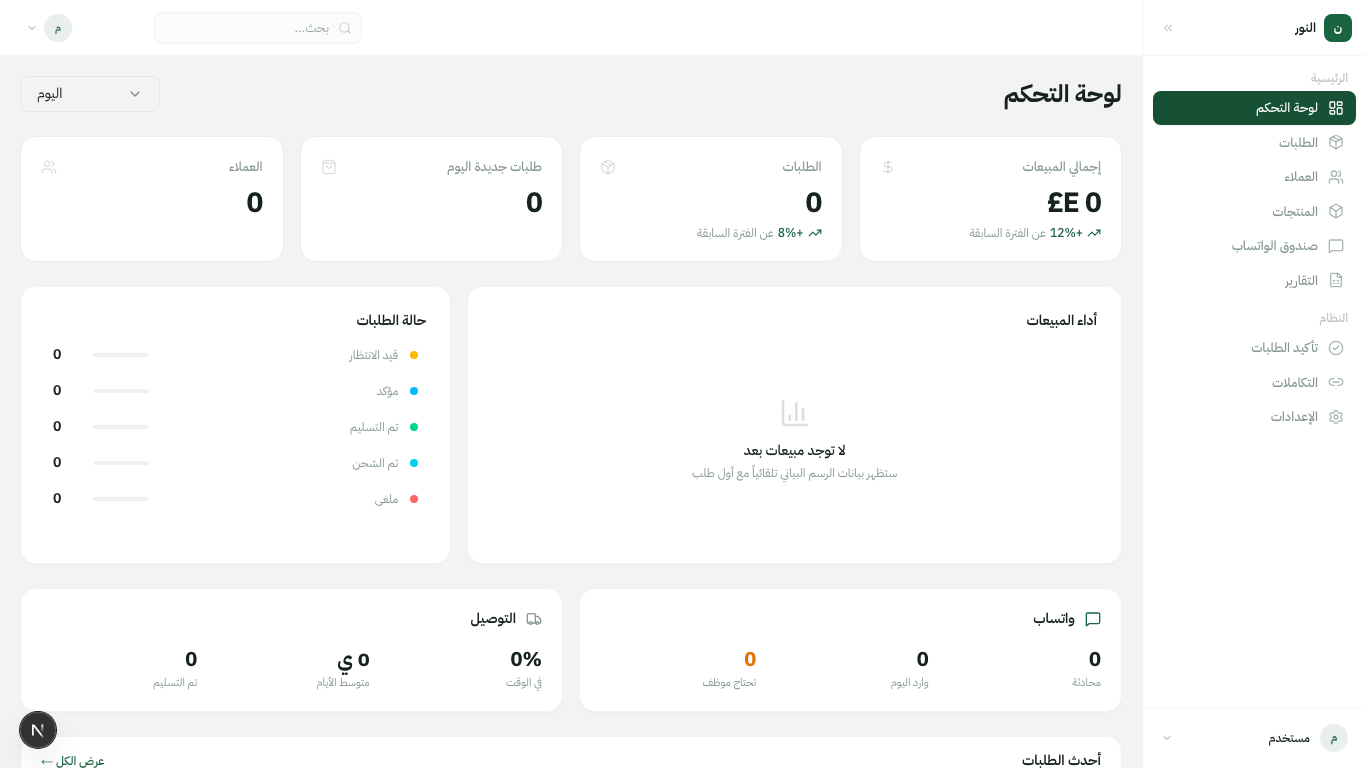 النور
ن
بحث...
م
الرئيسية
لوحة التحكم
الطلبات
العملاء
المنتجات
صندوق الواتساب
التقارير
النظام
تأكيد الطلبات
التكاملات
الإعدادات
مستخدم
م
لوحة التحكم
اليوم
إجمالي المبيعات
£E 0
+12% عن الفترة السابقة
الطلبات
0
+8% عن الفترة السابقة
طلبات جديدة اليوم
0
العملاء
0
أداء المبيعات
لا توجد مبيعات بعد
ستظهر بيانات الرسم البياني تلقائياً مع أول طلب
حالة الطلبات
قيد الانتظار 0
مؤكد 0
تم التسليم 0
تم الشحن 0
ملغى 0
واتساب
0 0 0
محادثة وارد اليوم تحتاج موظف
التوصيل
0% 0 ي 0
في الوقت متوسط الأيام تم التسليم
أحدث الطلبات
عرض الكل ←
N